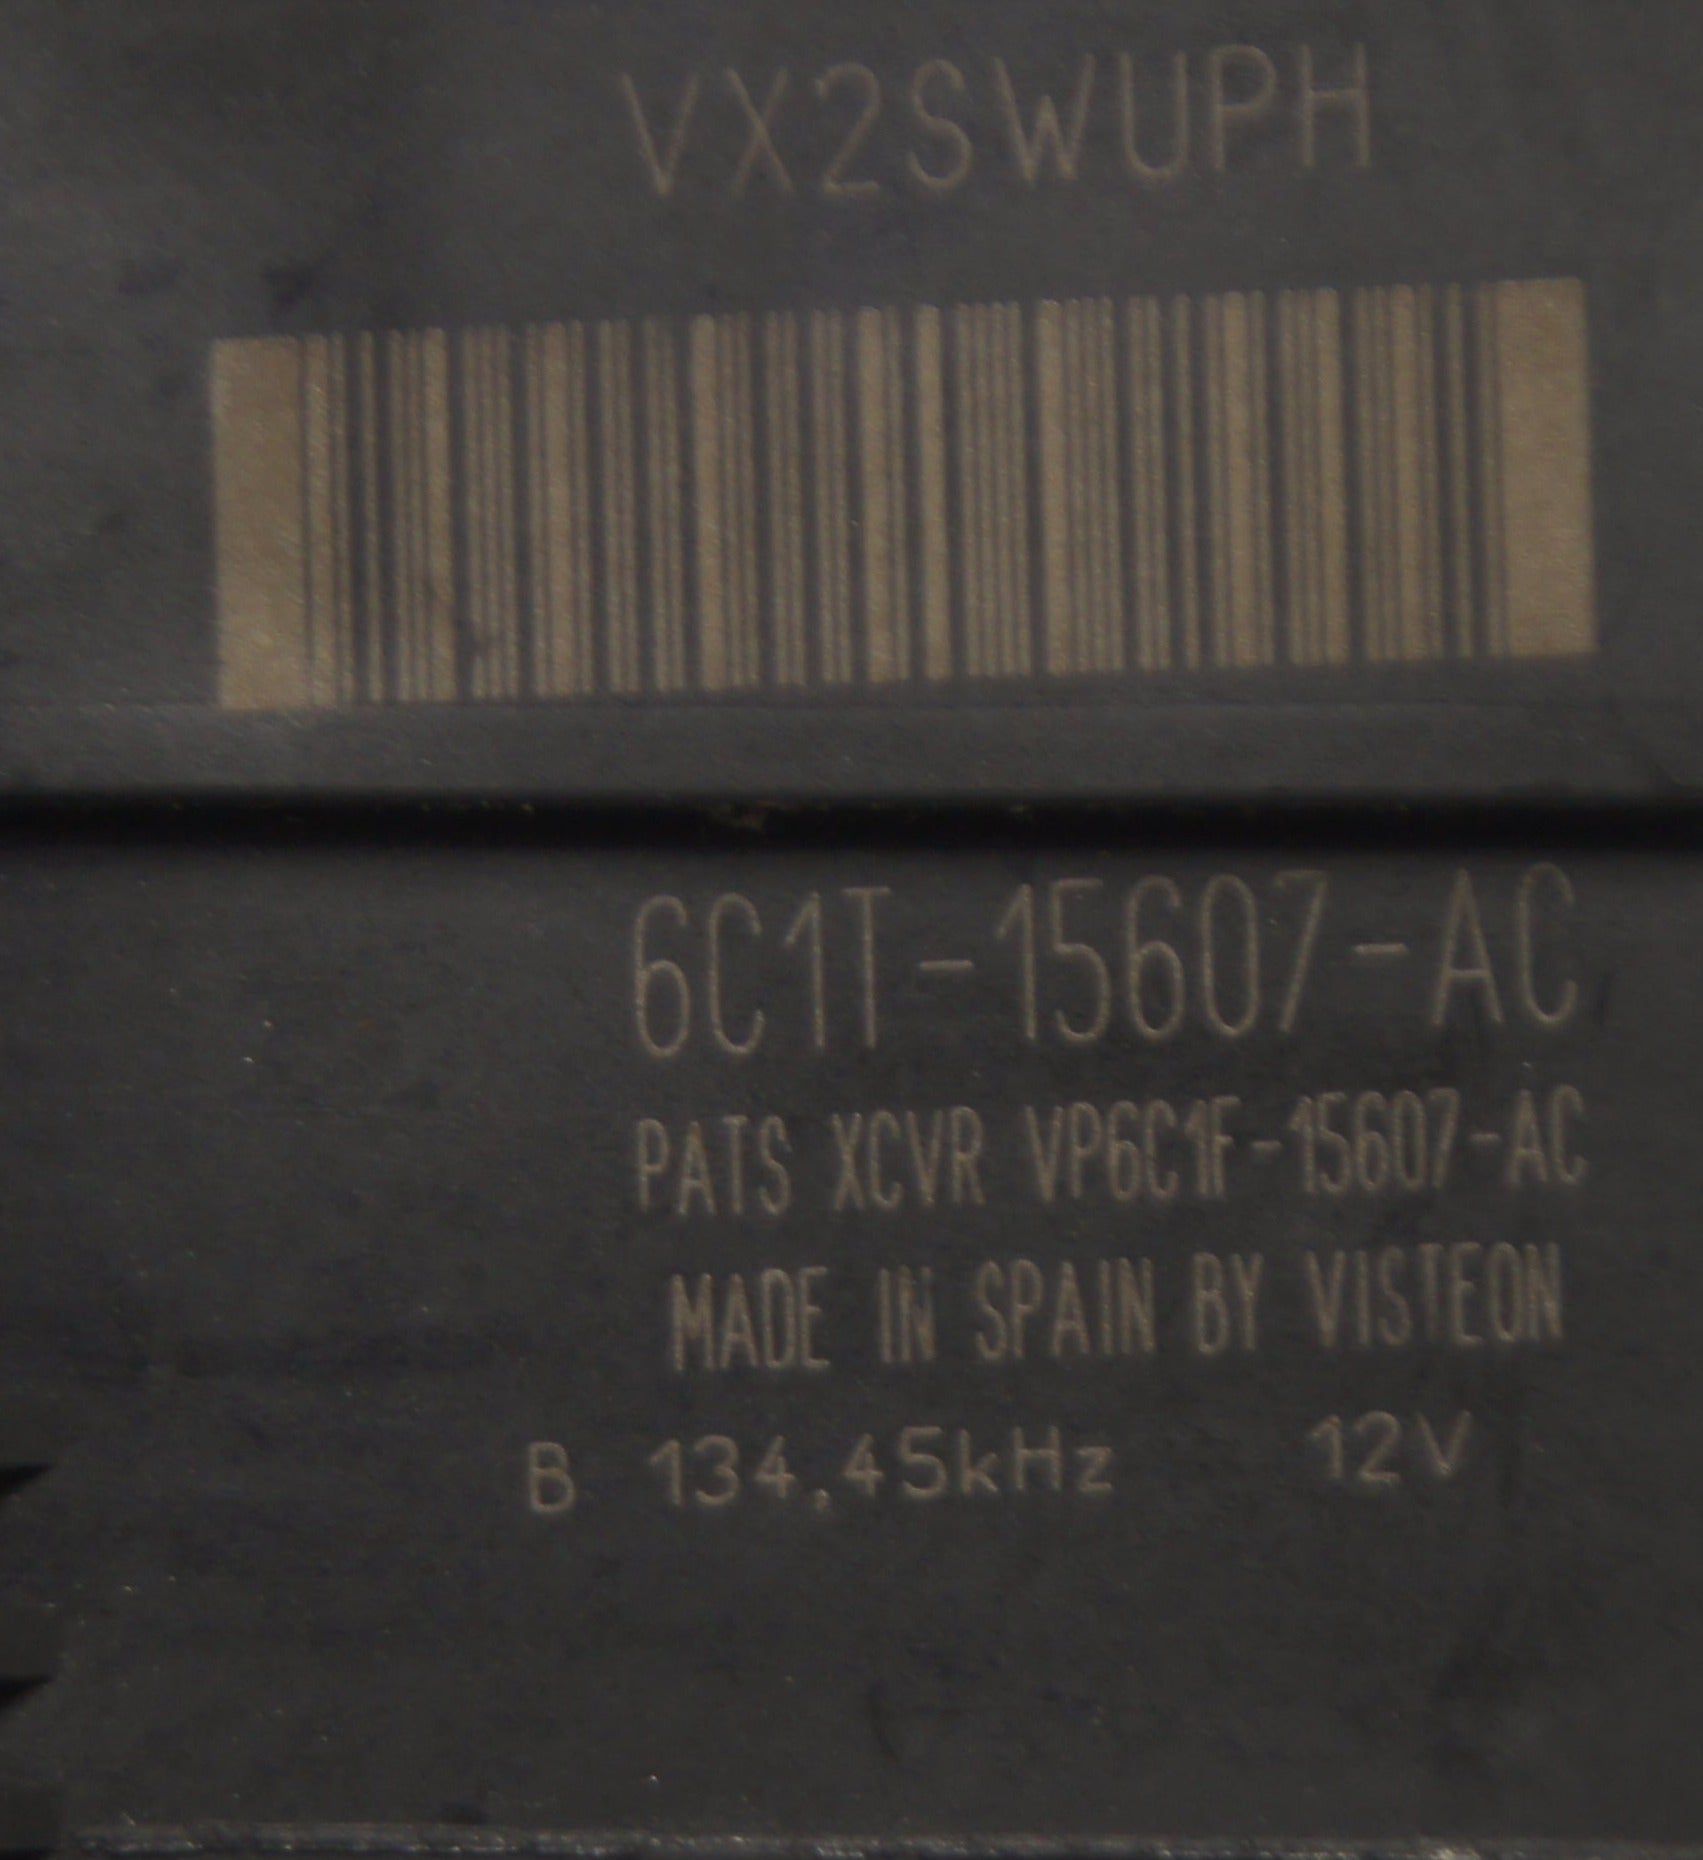 VX2SWUPH
6C1T-15607-AC
PATS XCVR VP6C1F-15607-AC
MADE IN SPAIN BY VISTEON
B 134,45kHz 12V